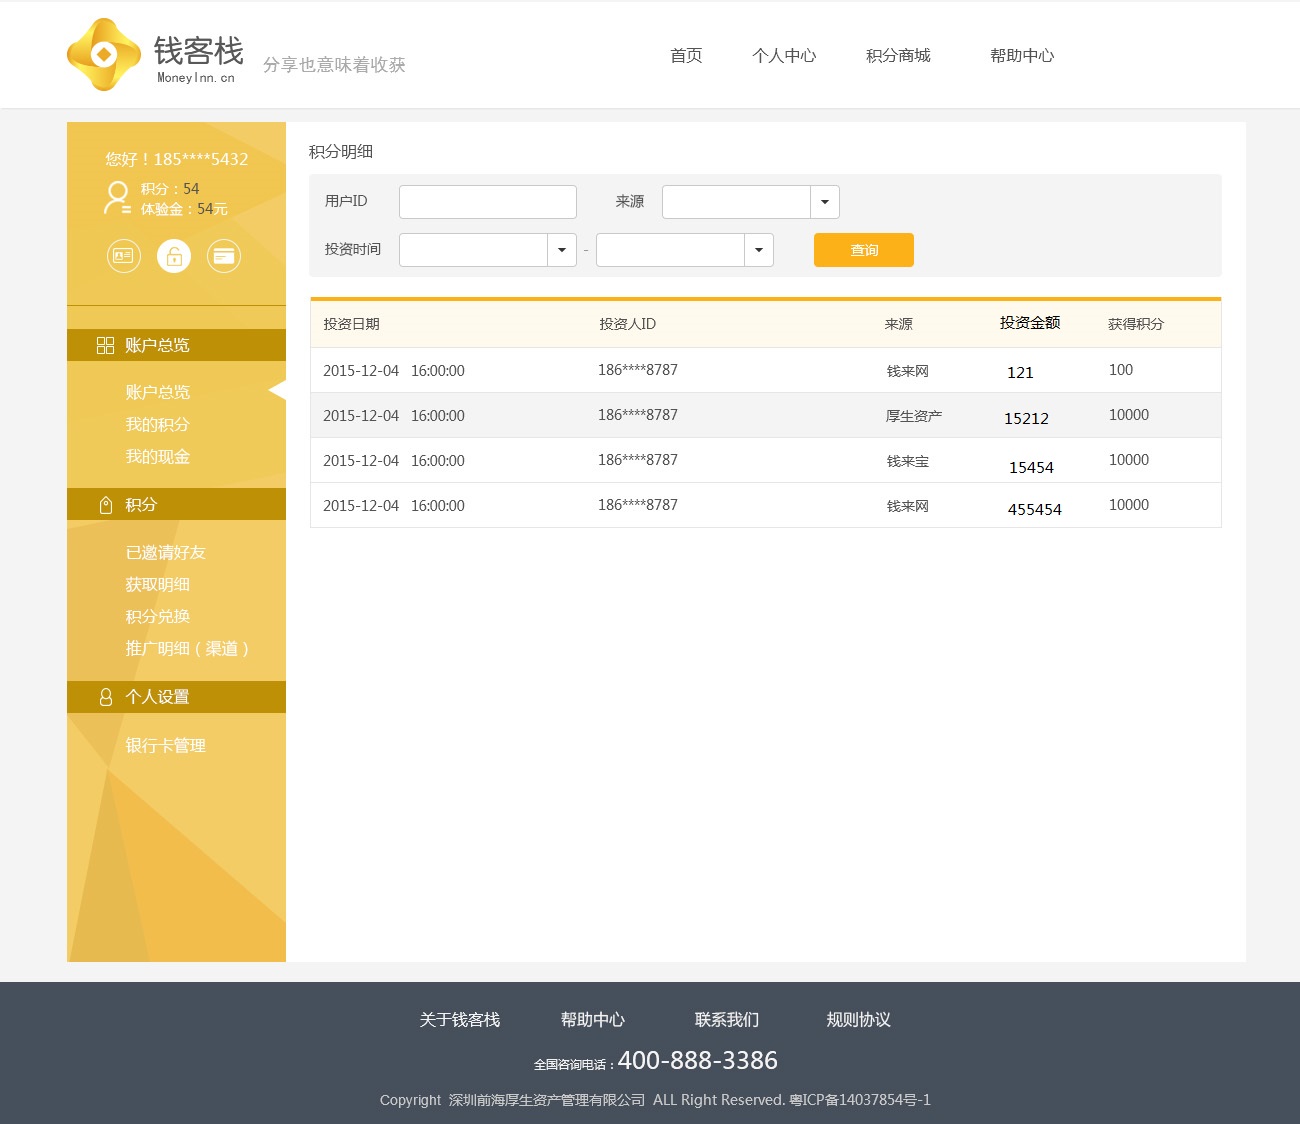 钱客栈
MoneyInn.cn
分享也意味着收获
首页 个人中心 积分商城 帮助中心
您好！185****5432
积分：54
体验金：54元
账户总览
账户总览
我的积分
我的现金
积分
已邀请好友
获取明细
积分兑换
推广明细（渠道）
个人设置
银行卡管理
积分明细
用户ID 来源
投资时间 - 查询
投资日期 投资人ID 来源 投资金额 获得积分
2015-12-04 16:00:00 186****8787 钱来网 121 100
2015-12-04 16:00:00 186****8787 厚生资产 15212 10000
2015-12-04 16:00:00 186****8787 钱来宝 15454 10000
2015-12-04 16:00:00 186****8787 钱来网 455454 10000
关于钱客栈 帮助中心 联系我们 规则协议
全国咨询电话：400-888-3386
Copyright 深圳前海厚生资产管理有限公司 ALL Right Reserved. 粤ICP备14037854号-1